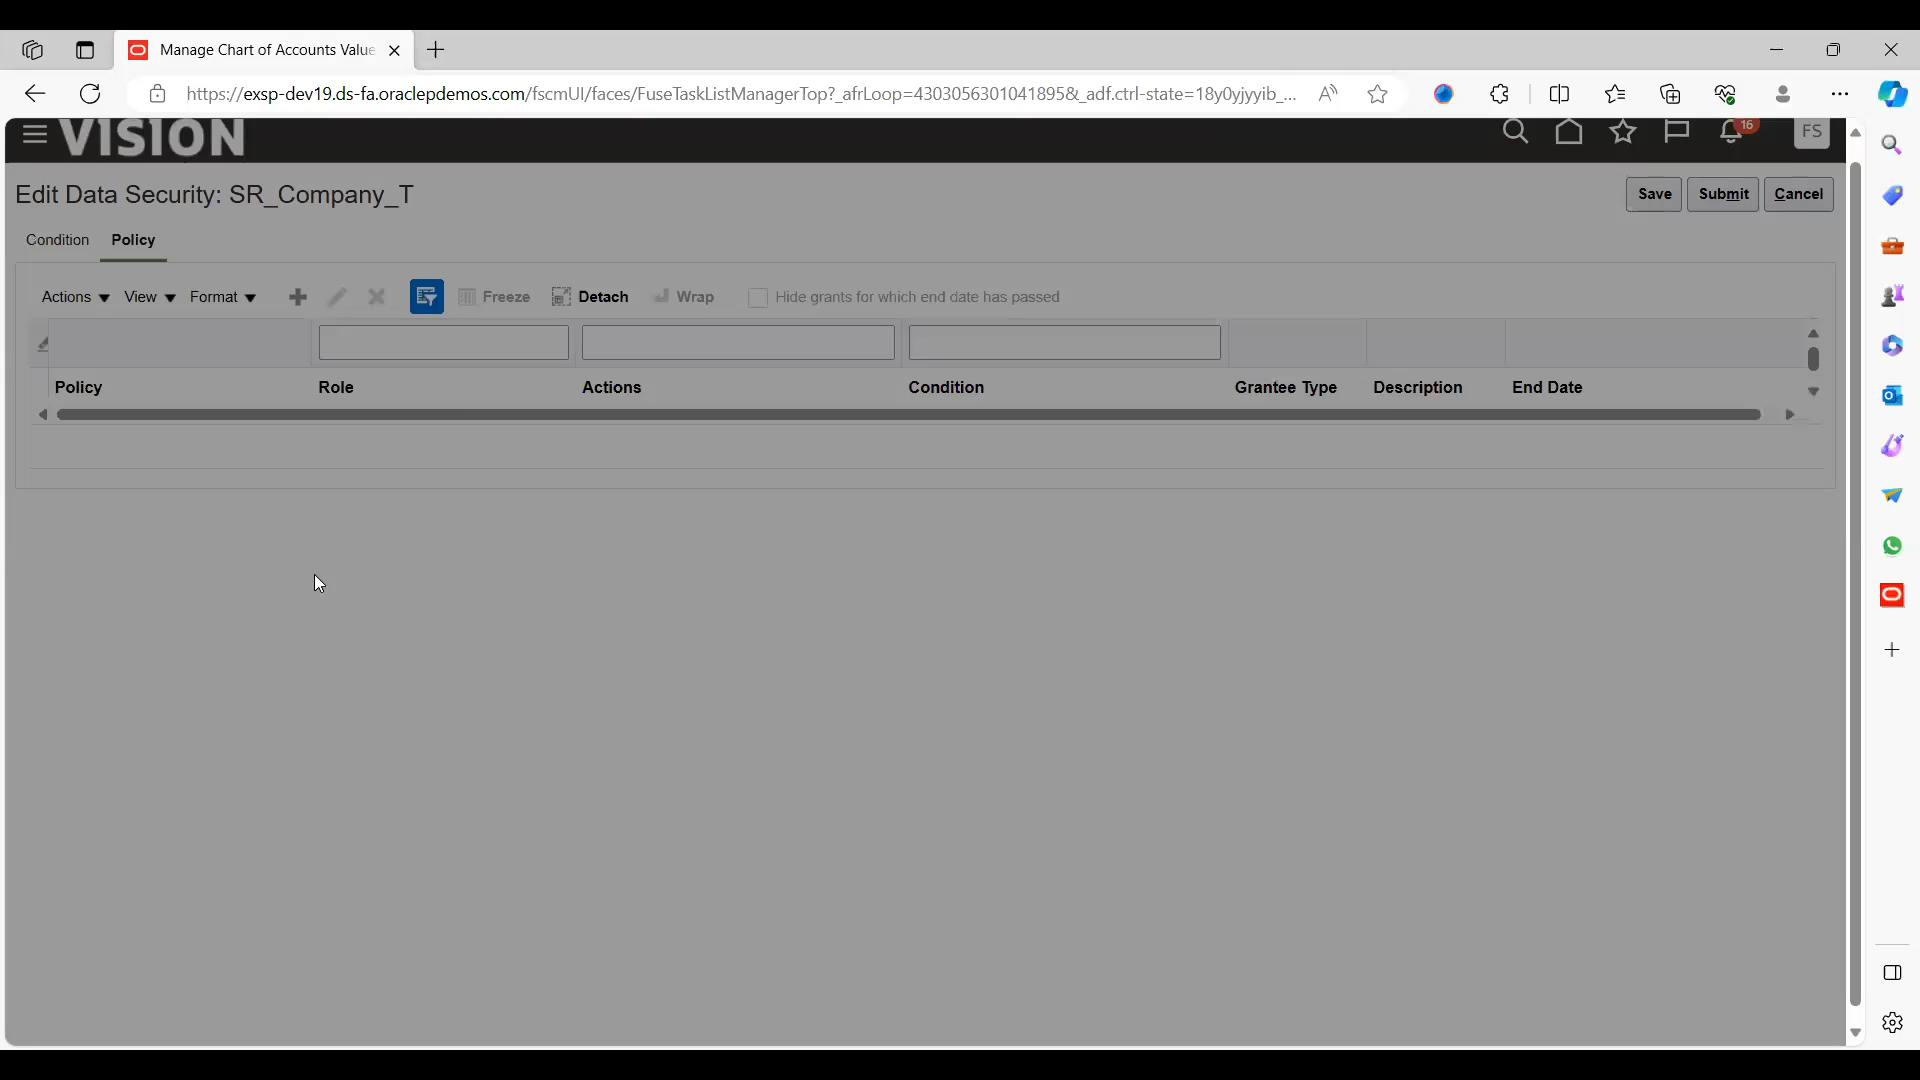 Manage Chart of Accounts Value
https://exsp-dev19.ds-fa.oraclepdemos.com/fscmUI/faces/FuseTaskListManagerTop?_afrLoop=4303056301041895&_adf.ctrl-state=18y0yjyyib_...
VISION
16
FS
Edit Data Security: SR_Company_T
Save Submit Cancel
Condition Policy
Actions View Format Freeze Detach Wrap Hide grants for which end date has passed
Policy Role Actions Condition Grantee Type Description End Date